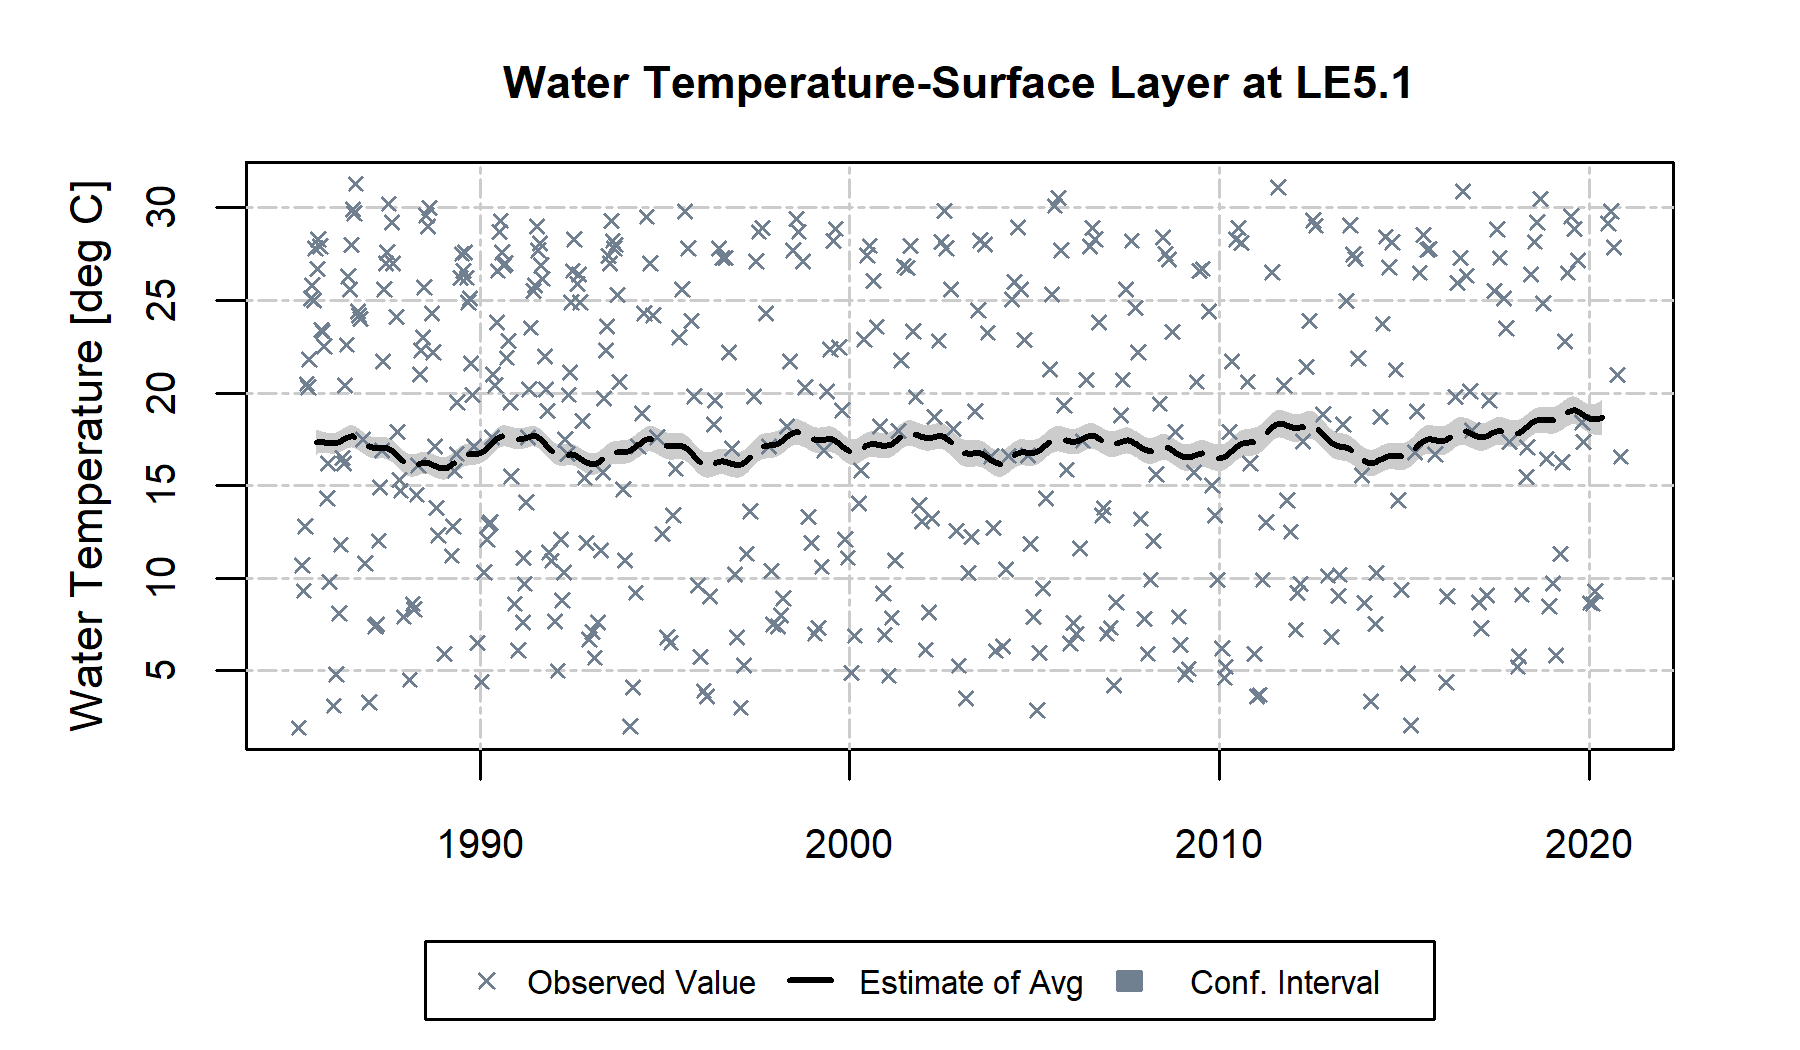 Water Temperature-Surface Layer at LE5.1
Water Temperature [deg C]
30
25
20
15
10
5
1990 2000 2010 2020
Observed Value Estimate of Avg Conf. Interval